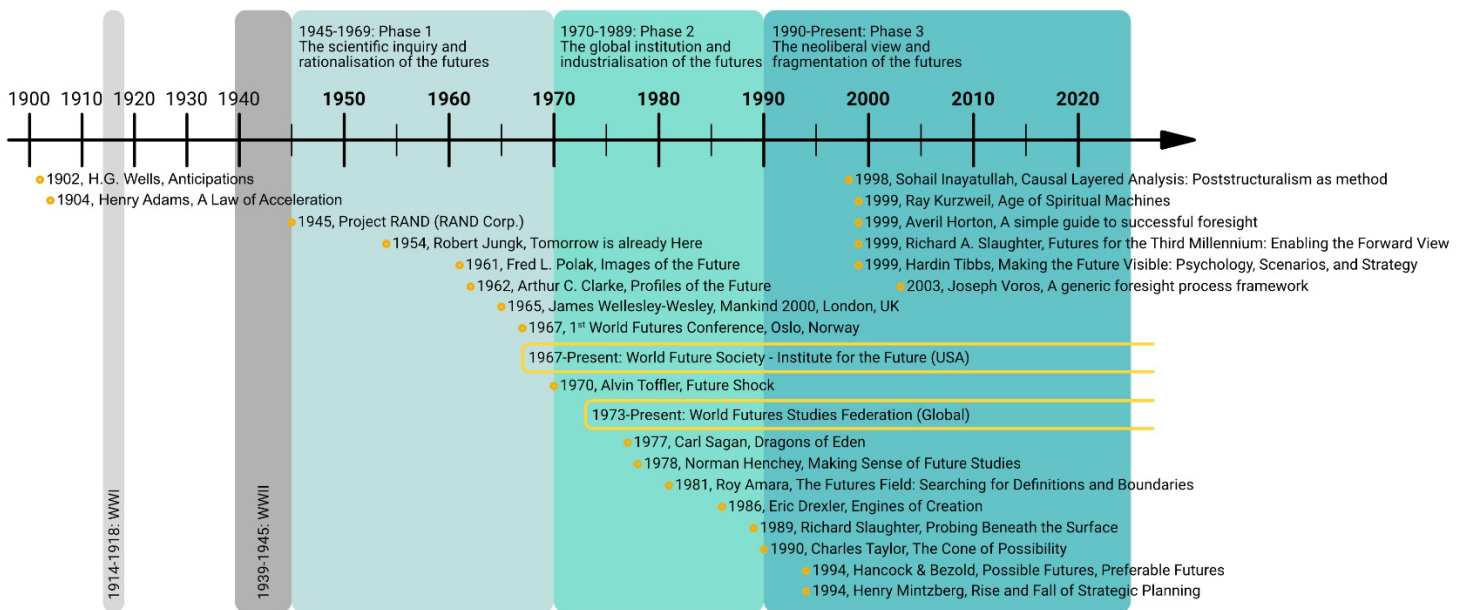 1945-1969: Phase 1
The scientific inquiry and
rationalisation of the futures
1970-1989: Phase 2
The global institution and
industrialisation of the futures
1990-Present: Phase 3
The neoliberal view and
fragmentation of the futures
1900 1910 1920 1930 1940 1950 1960 1970 1980 1990 2000 2010 2020
1902, H.G. Wells, Anticipations
1904, Henry Adams, A Law of Acceleration
1945, Project RAND (RAND Corp.)
1954, Robert Jungk, Tomorrow is already Here
1961, Fred L. Polak, Images of the Future
1962, Arthur C. Clarke, Profiles of the Future
1965, James Wellesley-Wesley, Mankind 2000, London, UK
1967, 1st World Futures Conference, Oslo, Norway
1967-Present: World Future Society - Institute for the Future (USA)
1970, Alvin Toffler, Future Shock
1973-Present: World Futures Studies Federation (Global)
1977, Carl Sagan, Dragons of Eden
1978, Norman Henchey, Making Sense of Future Studies
1981, Roy Amara, The Futures Field: Searching for Definitions and Boundaries
1986, Eric Drexler, Engines of Creation
1989, Richard Slaughter, Probing Beneath the Surface
1990, Charles Taylor, The Cone of Possibility
1994, Hancock & Bezold, Possible Futures, Preferable Futures
1994, Henry Mintzberg, Rise and Fall of Strategic Planning
1998, Sohail Inayatullah, Causal Layered Analysis: Poststructuralism as method
1999, Ray Kurzweil, Age of Spiritual Machines
1999, Averil Horton, A simple guide to successful foresight
1999, Richard A. Slaughter, Futures for the Third Millennium: Enabling the Forward View
1999, Hardin Tibbs, Making the Future Visible: Psychology, Scenarios, and Strategy
2003, Joseph Voros, A generic foresight process framework
1914-1918: WWI
1939-1945: WWII